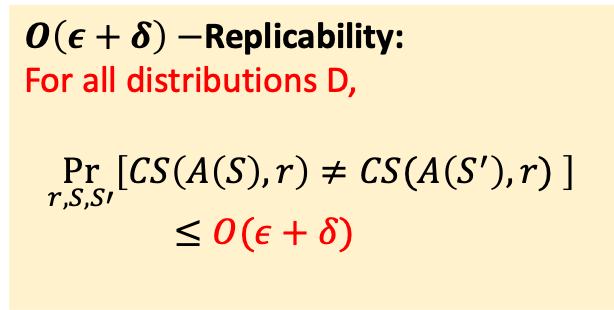 O(ϵ + δ) –Replicability:
For all distributions D,
Pr [CS(A(S), r) ≠ CS(A(S′), r) ]
r,S,S′
≤ O(ϵ + δ)